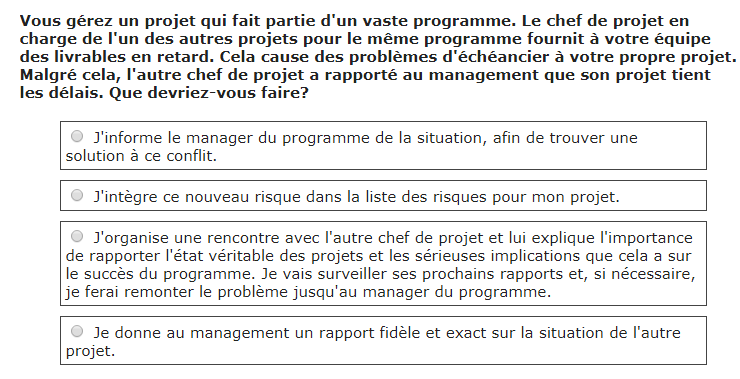 Vous gérez un projet qui fait partie d'un vaste programme. Le chef de projet en
charge de l'un des autres projets pour le même programme fournit à votre équipe
des livrables en retard. Cela cause des problèmes d'échéancier à votre propre projet.
Malgré cela, l'autre chef de projet a rapporté au management que son projet tient
les délais. Que devriez-vous faire?
J'informe le manager du programme de la situation, afin de trouver une
solution à ce conflit.
J'intègre ce nouveau risque dans la liste des risques pour mon projet.
J'organise une rencontre avec l'autre chef de projet et lui explique l'importance
de rapporter l'état véritable des projets et les sérieuses implications que cela a sur
le succès du programme. Je vais surveiller ses prochains rapports et, si nécessaire,
je ferai remonter le problème jusqu'au manager du programme.
Je donne au management un rapport fidèle et exact sur la situation de l'autre
projet.